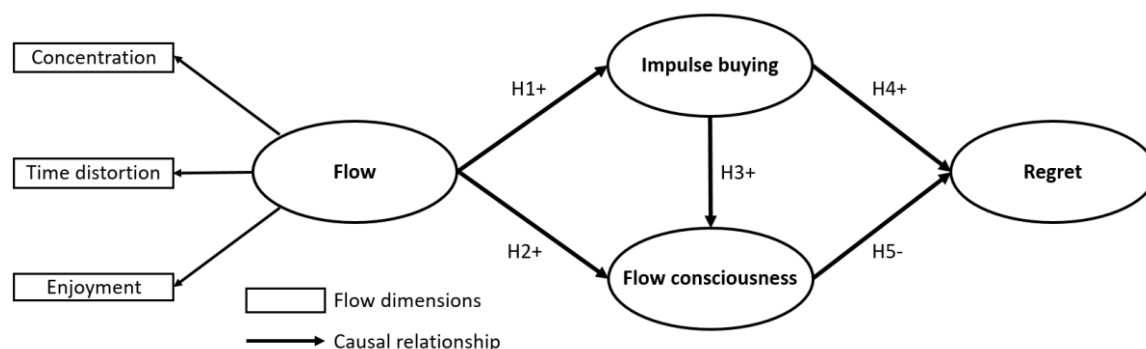 Concentration
Time distortion
Enjoyment
Flow
H1+
H2+
Impulse buying
H3+
Flow consciousness
H4+
H5-
Regret
Flow dimensions
Causal relationship